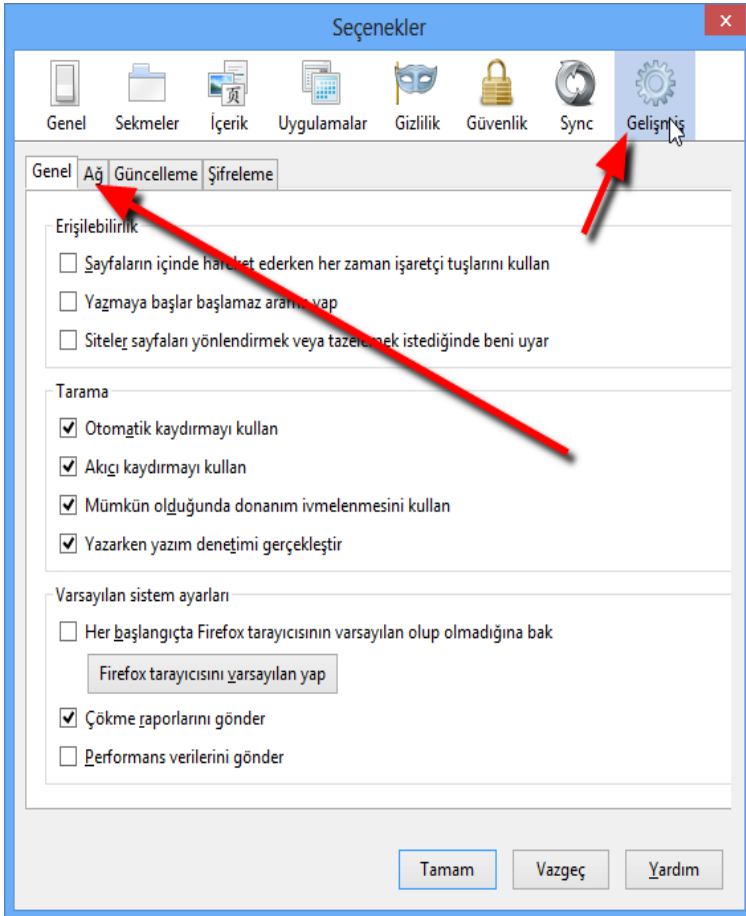 Seçenekler
x
Genel Sekmeler İçerik Uygulamalar Gizlilik Güvenlik Sync Gelişmiş
Genel Ağ Güncelleme Şifreleme
Erişilebilirlik
Sayfaların içinde hareket ederken her zaman işaretçi tuşlarını kullan
Yazmaya başlar başlamaz arama yap
Siteler sayfaları yönlendirmek veya tazelemek istediğinde beni uyar
Tarama
Otomatik kaydırmayı kullan
Akıcı kaydırmayı kullan
Mümkün olduğunda donanım ivmelenmesini kullan
Yazarken yazım denetimi gerçekleştir
Varsayılan sistem ayarları
Her başlangıçta Firefox tarayıcısının varsayılan olup olmadığına bak
Firefox tarayıcısını varsayılan yap
Çökme raporlarını gönder
Performans verilerini gönder
Tamam Vazgeç Yardım